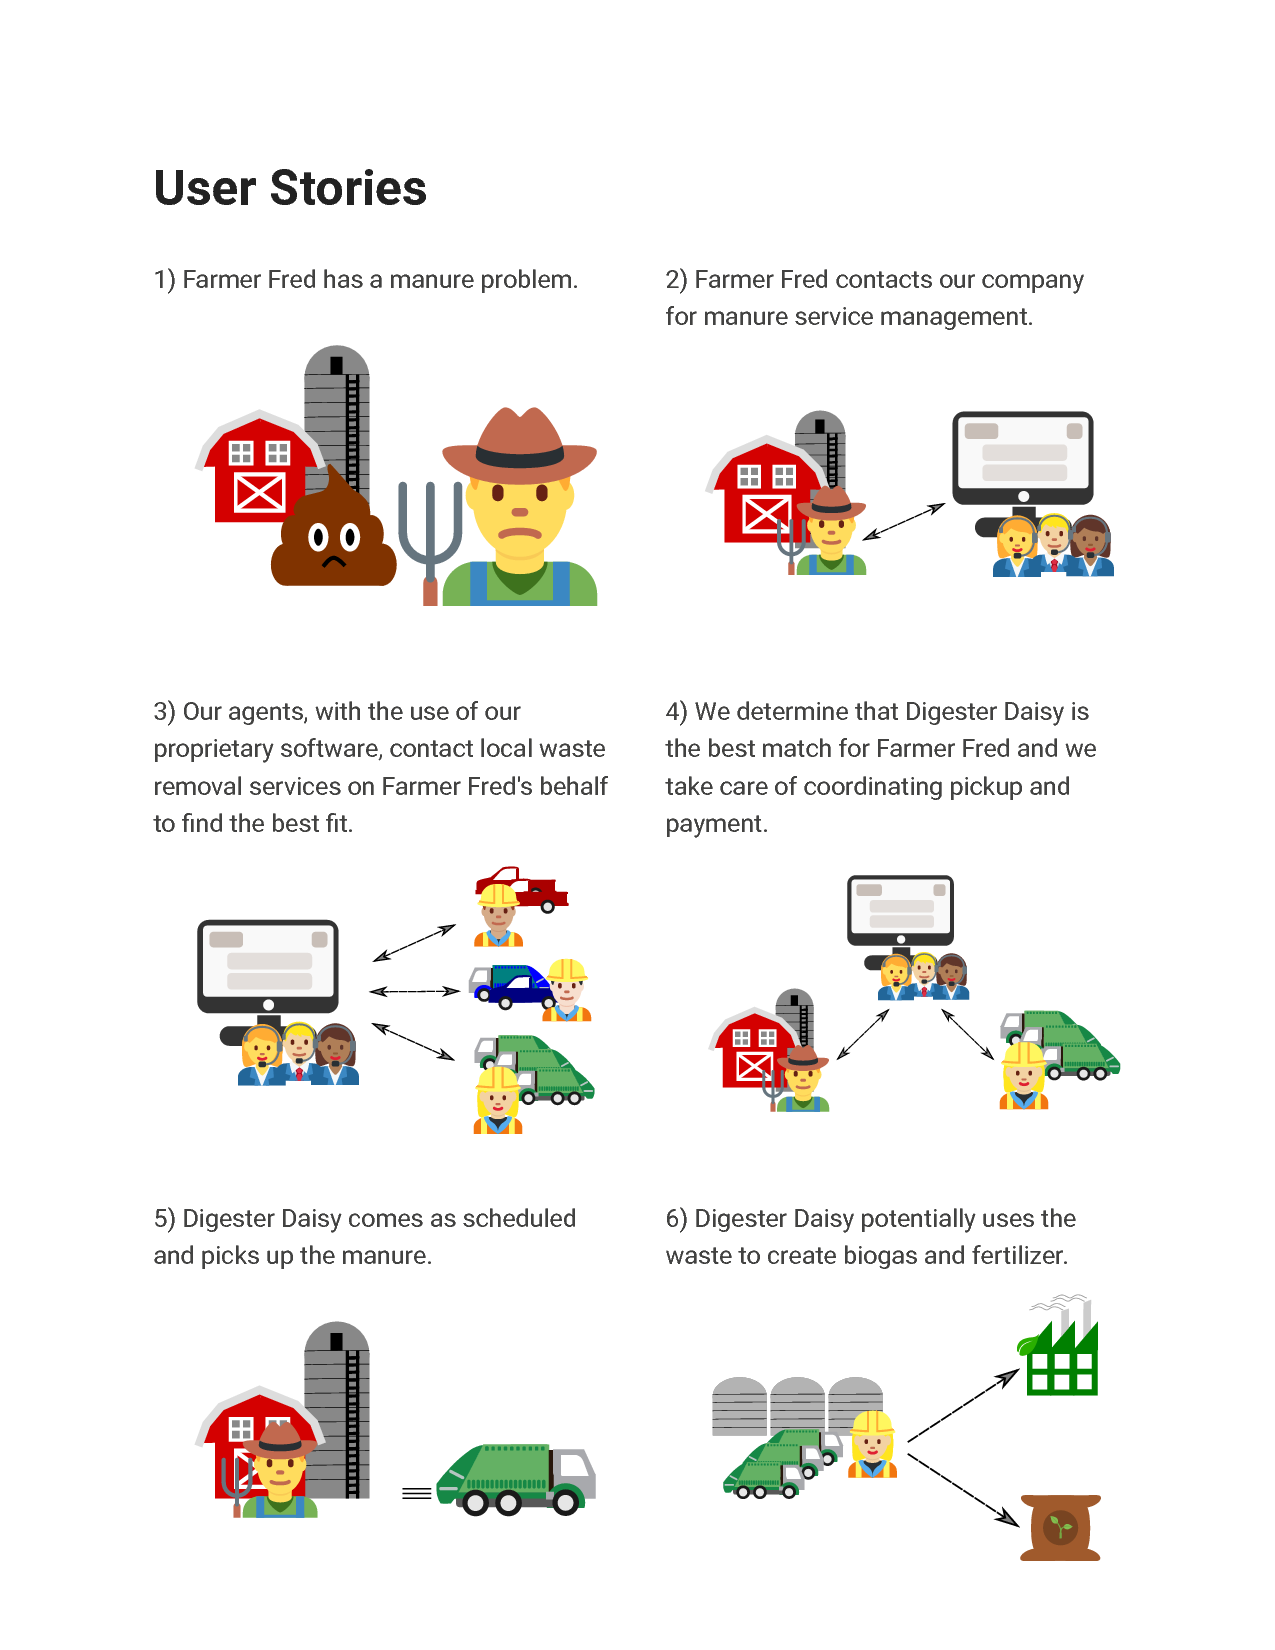 User Stories
1) Farmer Fred has a manure problem.
2) Farmer Fred contacts our company
for manure service management.
3) Our agents, with the use of our
proprietary software, contact local waste
removal services on Farmer Fred's behalf
to find the best fit.
4) We determine that Digester Daisy is
the best match for Farmer Fred and we
take care of coordinating pickup and
payment.
5) Digester Daisy comes as scheduled
and picks up the manure.
6) Digester Daisy potentially uses the
waste to create biogas and fertilizer.